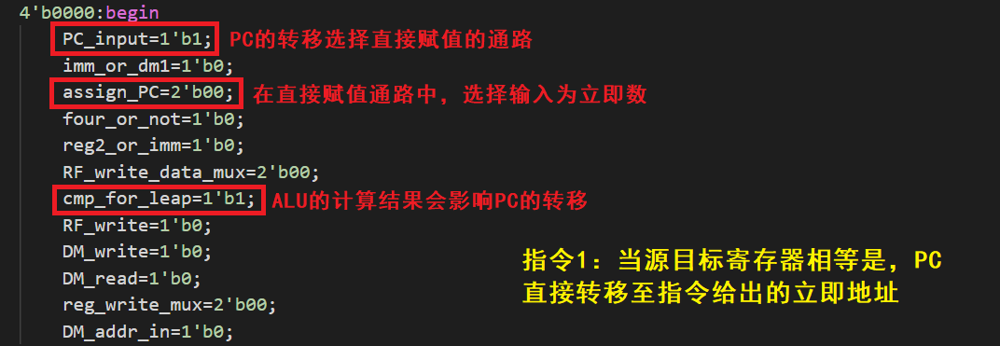 4'b0000:begin
PC_input=1'b1; PC的转移选择直接赋值的通路
imm_or_dm1=1'b0;
assign_PC=2'b00; 在直接赋值通路中，选择输入为立即数
four_or_not=1'b0;
reg2_or_imm=1'b0;
RF_write_data_mux=2'b00;
cmp_for_leap=1'b1; ALU的计算结果会影响PC的转移
RF_write=1'b0;
DM_write=1'b0;
DM_read=1'b0;
reg_write_mux=2'b00;
DM_addr_in=1'b0;
指令1：当源目标寄存器相等是，PC
直接转移至指令给出的立即地址